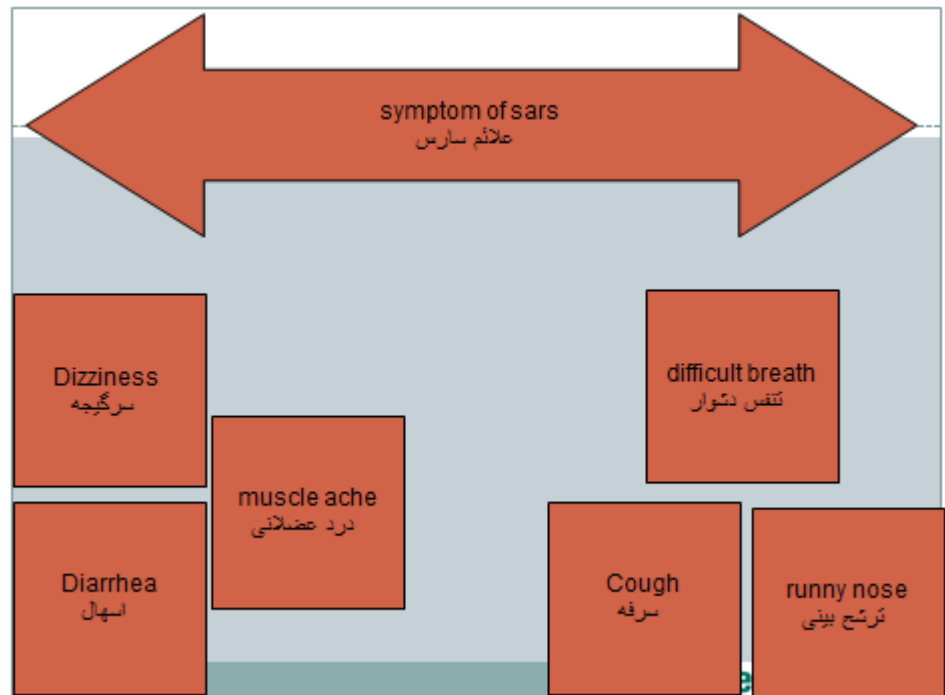 symptom of sars
علائم سارس
Dizziness
سرگیجه
difficult breath
تنفس دشوار
muscle ache
درد عضلانی
Diarrhea
اسهال
Cough
سرفه
runny nose
ترشح بینی